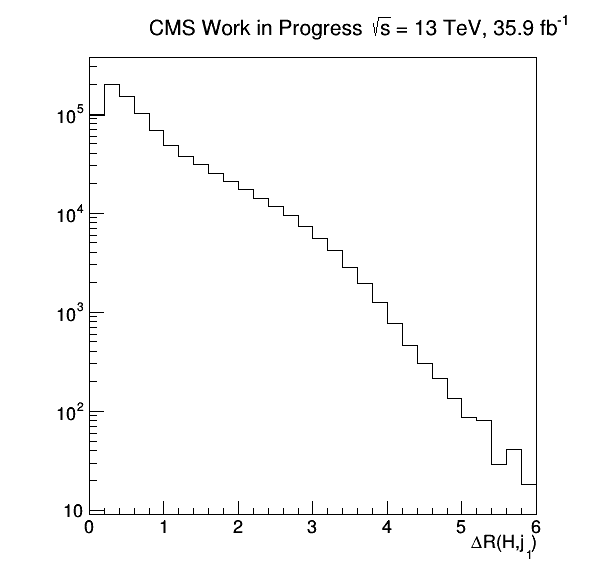 CMS Work in Progress √s = 13 TeV, 35.9 fb⁻¹
10⁵
10⁴
10³
10²
10
0 1 2 3 4 5 6
ΔR(H,j₁)